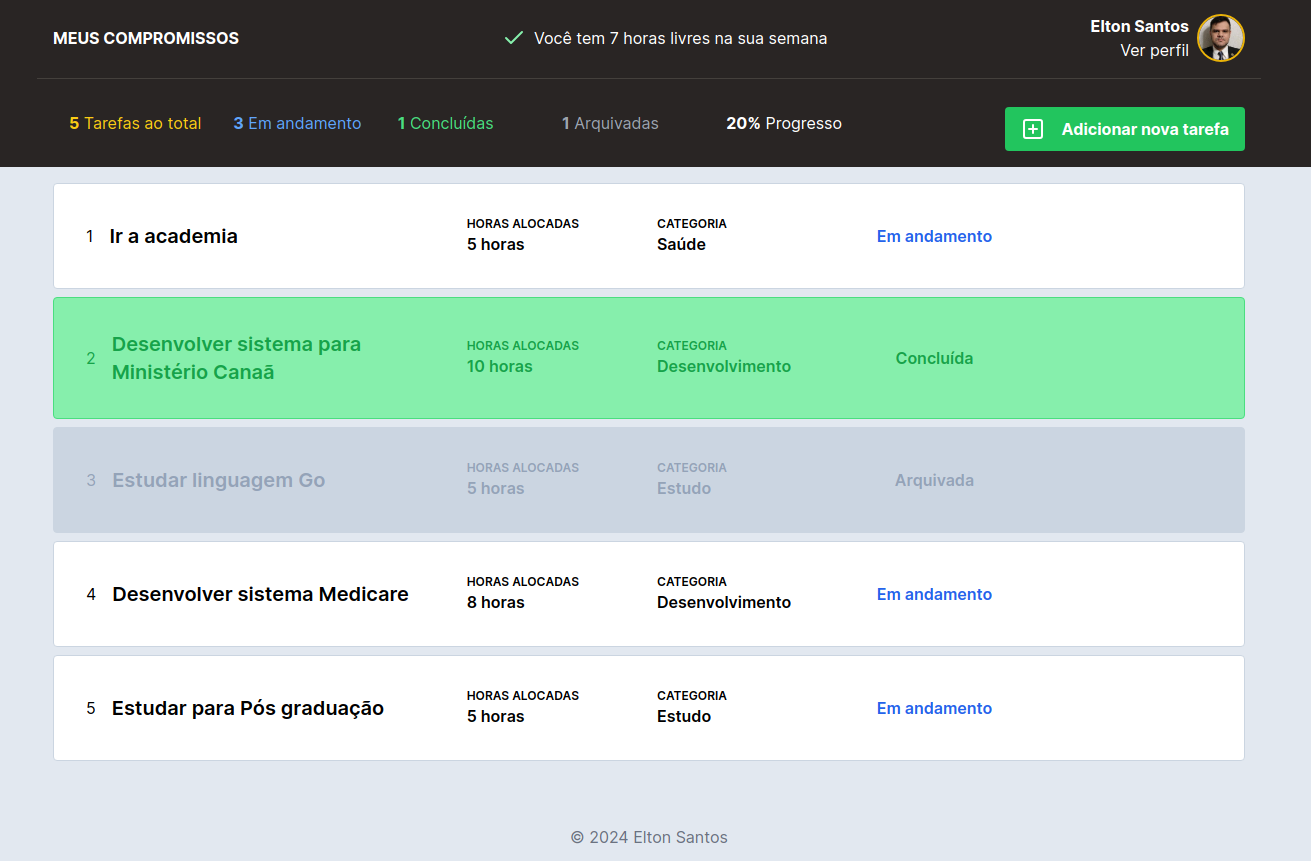 MEUS COMPROMISSOS
Você tem 7 horas livres na sua semana
Elton Santos
Ver perfil
5 Tarefas ao total
3 Em andamento
1 Concluídas
1 Arquivadas
20% Progresso
Adicionar nova tarefa
1 Ir a academia
HORAS ALOCADAS
5 horas
CATEGORIA
Saúde
Em andamento
2 Desenvolver sistema para
Ministério Canaã
HORAS ALOCADAS
10 horas
CATEGORIA
Desenvolvimento
Concluída
3 Estudar linguagem Go
HORAS ALOCADAS
5 horas
CATEGORIA
Estudo
Arquivada
4 Desenvolver sistema Medicare
HORAS ALOCADAS
8 horas
CATEGORIA
Desenvolvimento
Em andamento
5 Estudar para Pós graduação
HORAS ALOCADAS
5 horas
CATEGORIA
Estudo
Em andamento
© 2024 Elton Santos